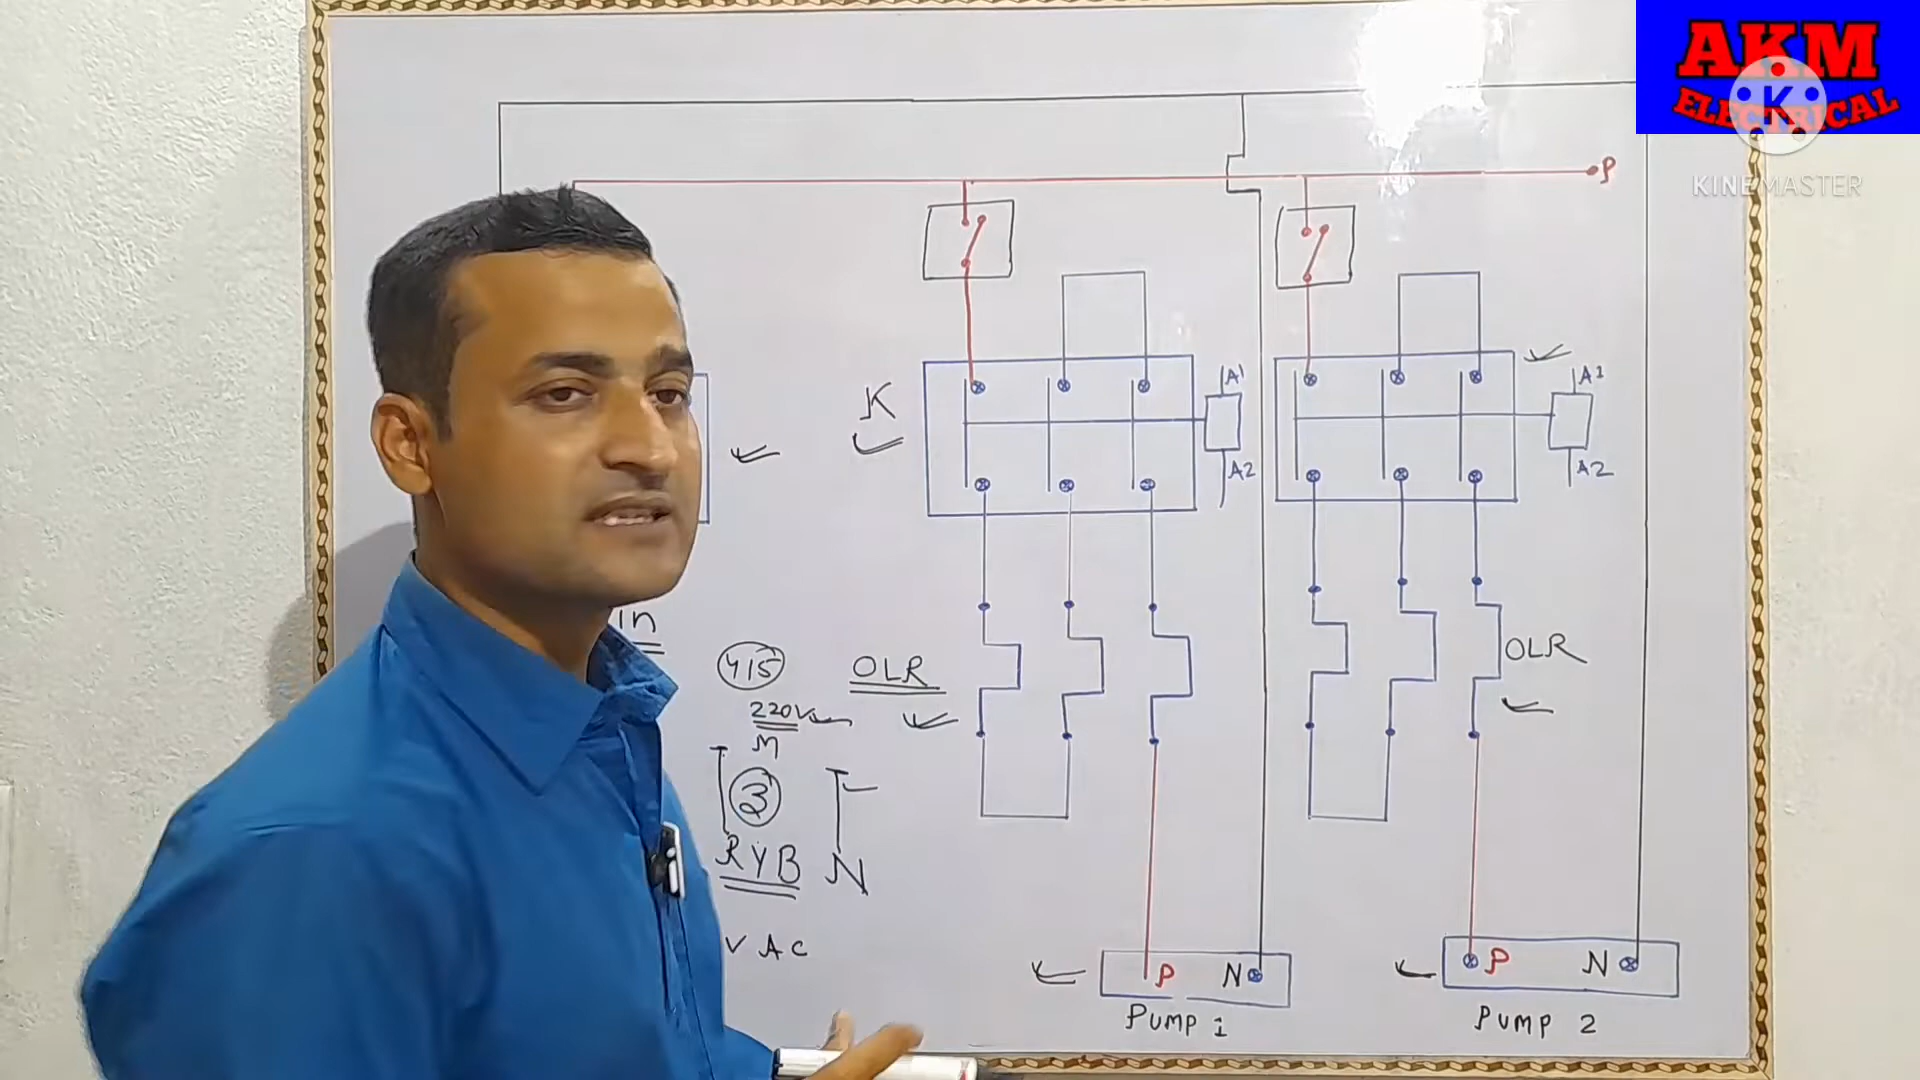 AKM
ELECTRICAL
K
KINEMASTER
P
K
A1
A2
A1
A2
in
415
220V
M
3
RYB
N
V AC
OLR
OLR
P N
PUMP 1
P N
PUMP 2